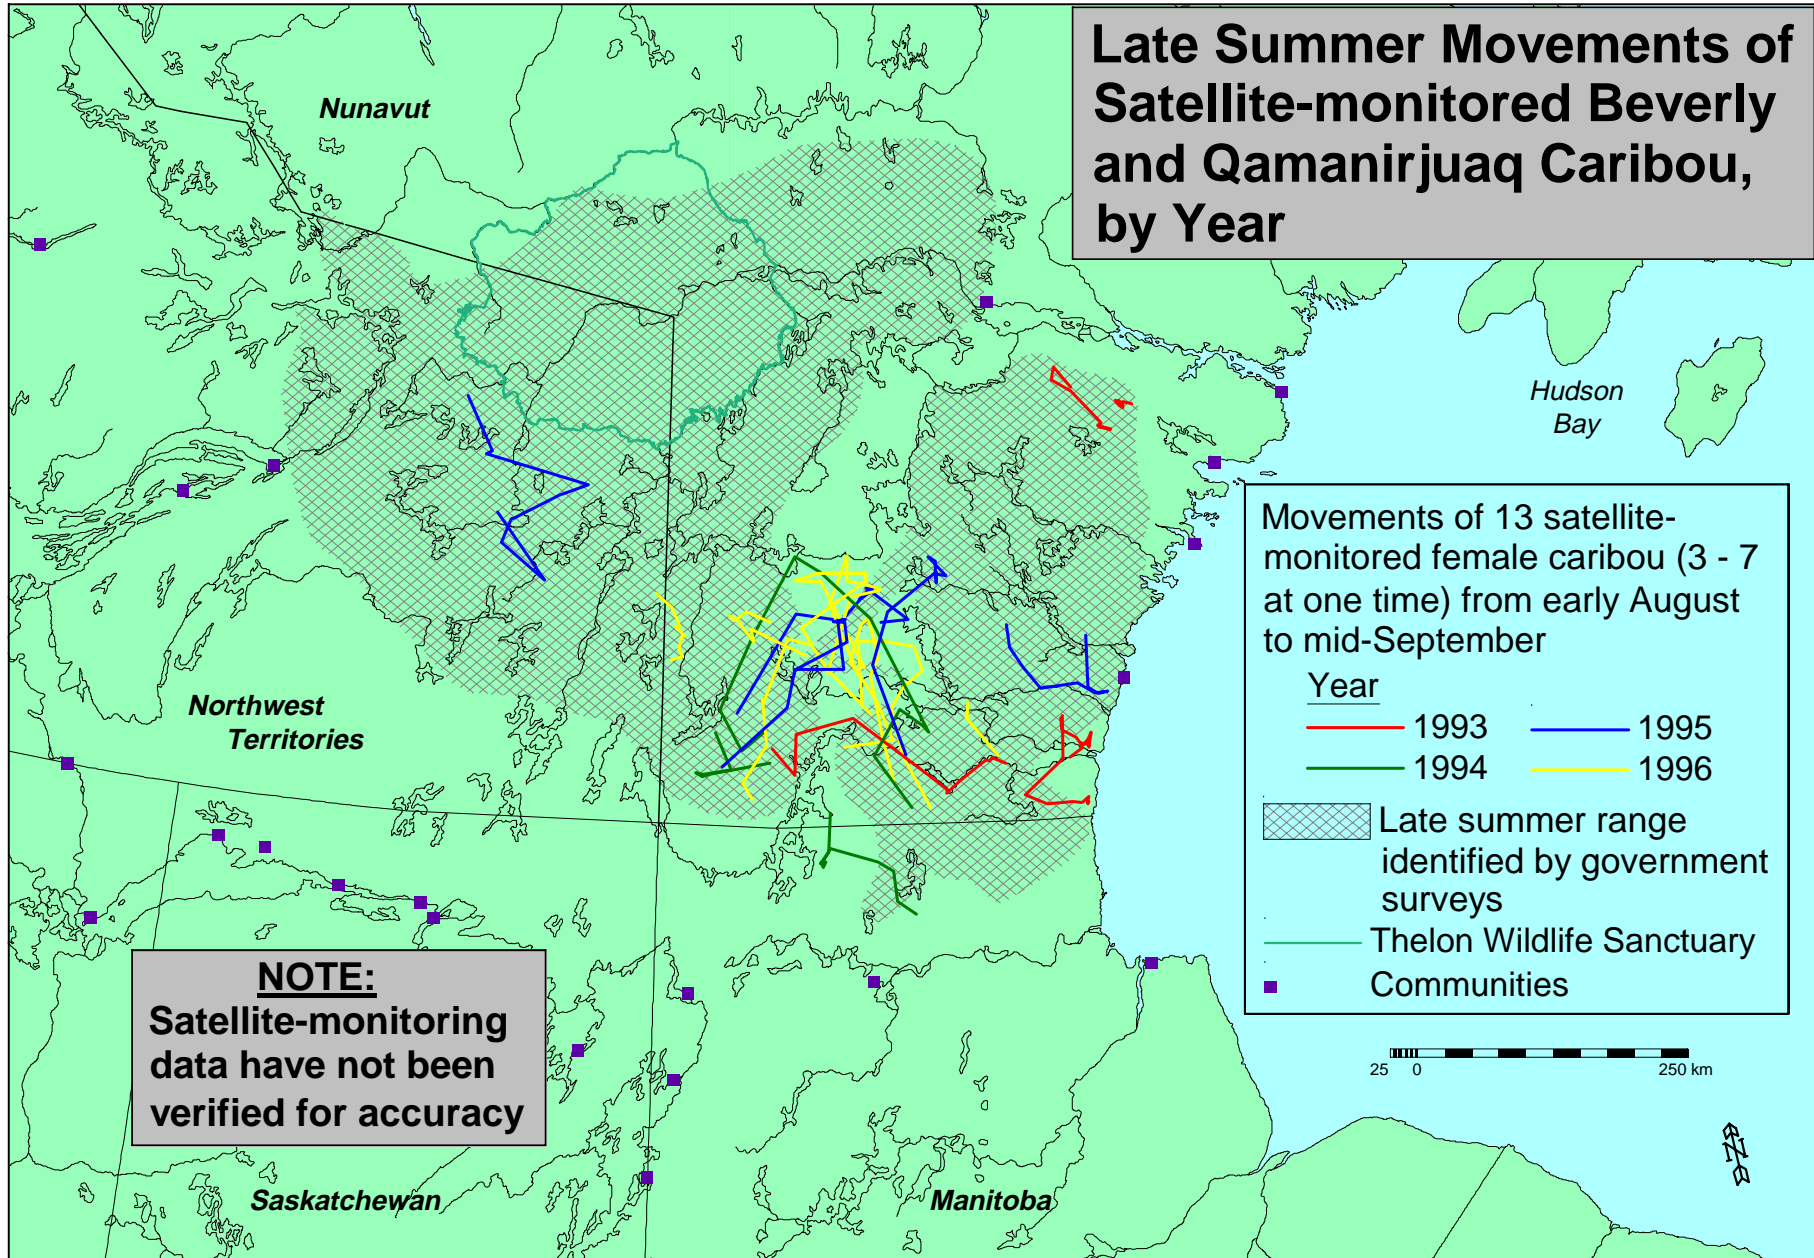 Late Summer Movements of
Satellite-monitored Beverly
and Qamanirjuaq Caribou,
by Year
Nunavut
Hudson
Bay
Movements of 13 satellite-
monitored female caribou (3 - 7
at one time) from early August
to mid-September
Year
1993
1995
1994
1996
Late summer range
identified by government
surveys
Thelon Wildlife Sanctuary
Communities
Northwest
Territories
NOTE:
Satellite-monitoring
data have not been
verified for accuracy
25 0 250 km
N
Saskatchewan
Manitoba